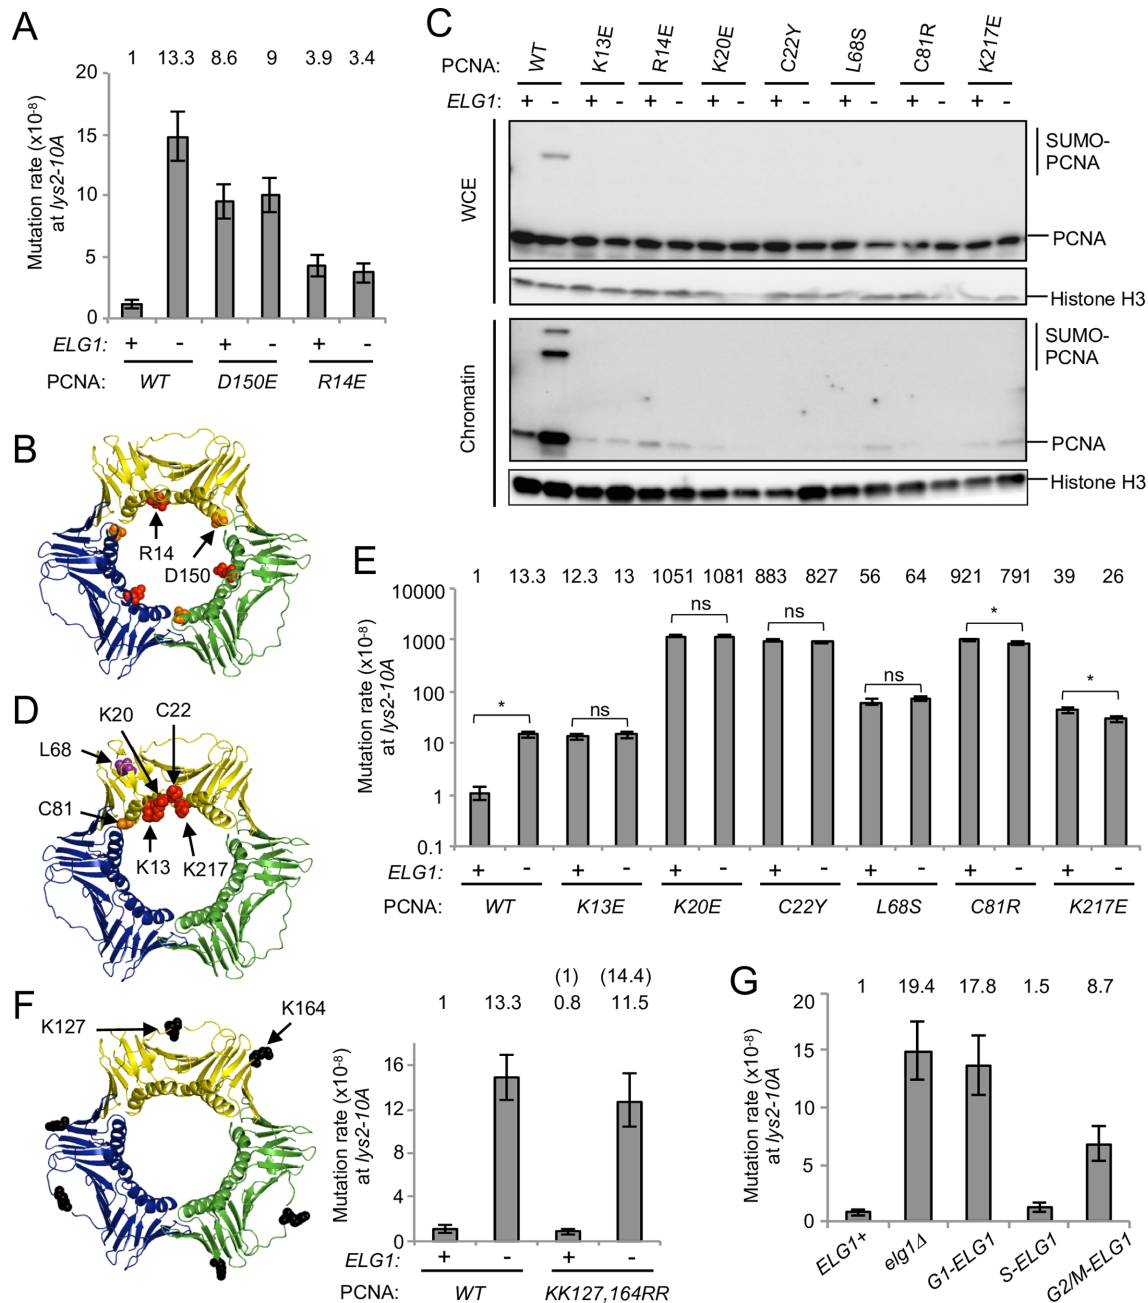 A
1 13.3 8.6 9 3.9 3.4
Mutation rate (x10-8)
at lys2-10A
20
15
10
5
0
ELG1: + - + - + -
PCNA: WT D150E R14E
B
R14
D150
C
PCNA: WT K13E R14E K20E C22Y L68S C81R K217E
ELG1: + - + - + - + - + - + - + - + -
WCE
SUMO-
PCNA
PCNA
Histone H3
Chromatin
SUMO-
PCNA
PCNA
Histone H3
D
K20 C22
L68
C81
K13 K217
E
1 13.3 12.3 13 1051 1081 883 827 56 64 921 791 39 26
Mutation rate (x10-8)
at lys2-10A
10000
1000
100
10
1
0.1
* ns ns ns ns * *
ELG1: + - + - + - + - + - + - + -
PCNA: WT K13E K20E C22Y L68S C81R K217E
F
K127 K164
(1) (14.4)
1 13.3 0.8 11.5
Mutation rate (x10-8)
at lys2-10A
16
12
8
4
0
ELG1: + - + -
PCNA: WT KK127,164RR
G
1 19.4 17.8 1.5 8.7
Mutation rate (x10-8)
at lys2-10A
20
15
10
5
0
ELG1+ elg1Δ G1-ELG1 S-ELG1 G2/M-ELG1